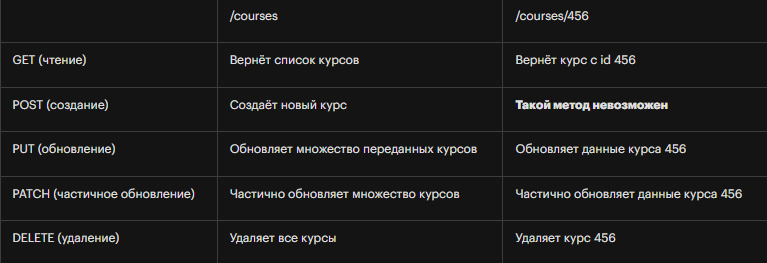 /courses /courses/456
GET (чтение) Вернёт список курсов Вернёт курс с id 456
POST (создание) Создаёт новый курс Такой метод невозможен
PUT (обновление) Обновляет множество переданных курсов Обновляет данные курса 456
PATCH (частичное обновление) Частично обновляет множество курсов Частично обновляет данные курса 456
DELETE (удаление) Удаляет все курсы Удаляет курс 456